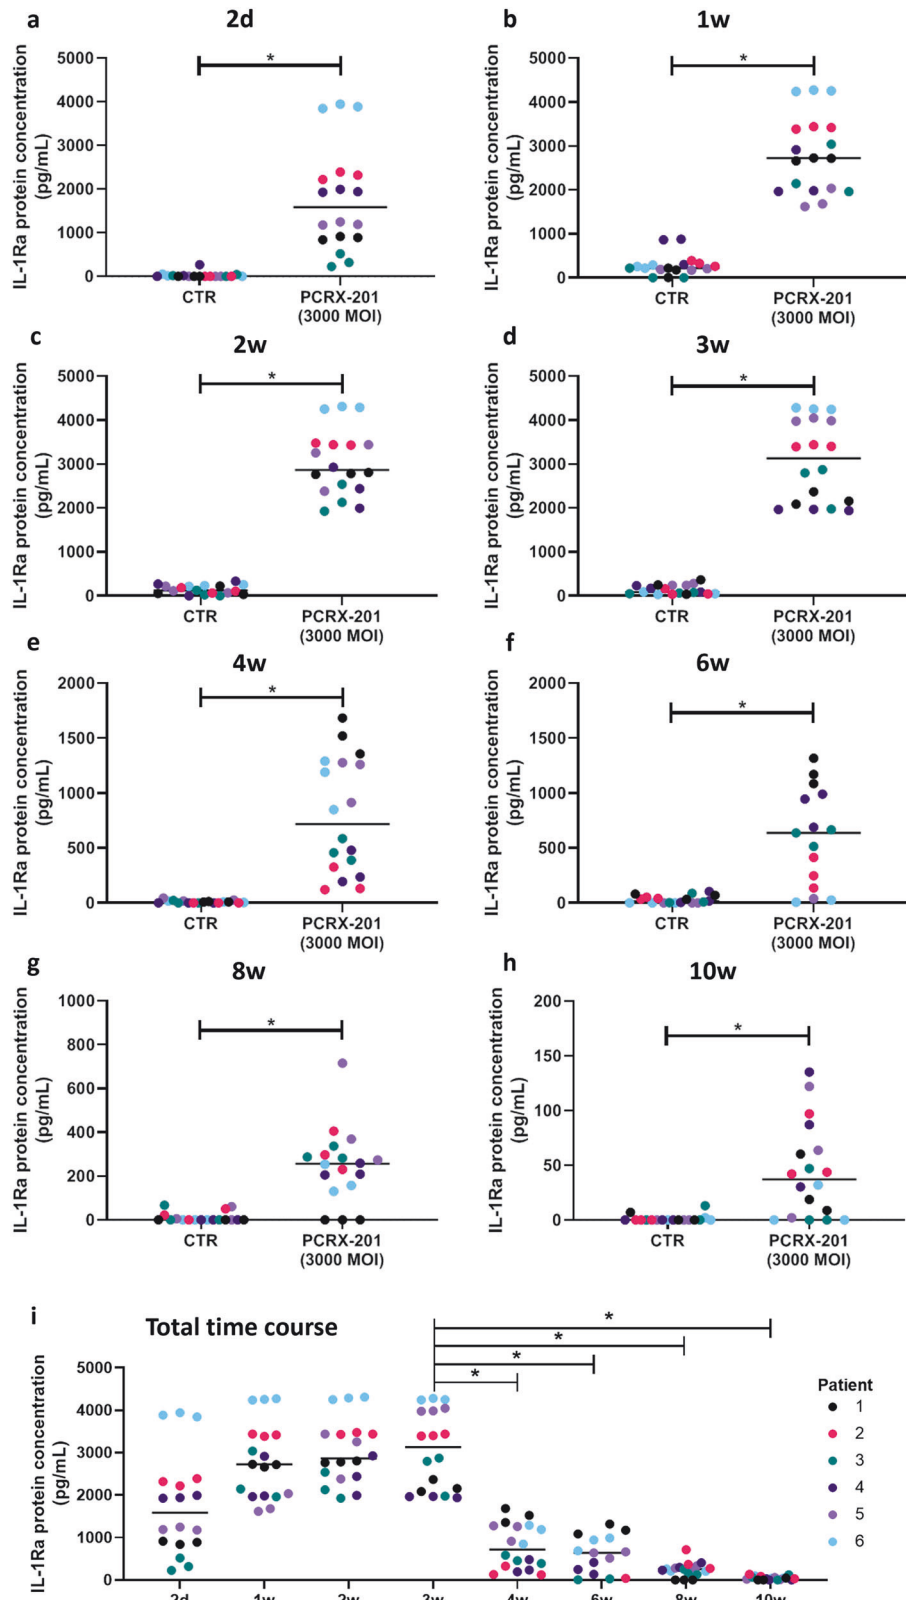 a 2d
IL-1Ra protein concentration
(pg/mL)
5000
4000
3000
2000
1000
0
*
CTR
PCRX-201
(3000 MOI)
b 1w
IL-1Ra protein concentration
(pg/mL)
5000
4000
3000
2000
1000
0
*
CTR
PCRX-201
(3000 MOI)
c 2w
IL-1Ra protein concentration
(pg/mL)
5000
4000
3000
2000
1000
0
*
CTR
PCRX-201
(3000 MOI)
d 3w
IL-1Ra protein concentration
(pg/mL)
5000
4000
3000
2000
1000
0
*
CTR
PCRX-201
(3000 MOI)
e 4w
IL-1Ra protein concentration
(pg/mL)
2000
1500
1000
500
0
*
CTR
PCRX-201
(3000 MOI)
f 6w
IL-1Ra protein concentration
(pg/mL)
2000
1500
1000
500
0
*
CTR
PCRX-201
(3000 MOI)
g 8w
IL-1Ra protein concentration
(pg/mL)
1000
800
600
400
200
0
*
CTR
PCRX-201
(3000 MOI)
h 10w
IL-1Ra protein concentration
(pg/mL)
200
150
100
50
0
*
CTR
PCRX-201
(3000 MOI)
i Total time course
IL-1Ra protein concentration
(pg/mL)
5000
4000
3000
2000
1000
0
*
*
*
*
2d 1w 2w 3w 4w 6w 8w 10w
Patient
1
2
3
4
5
6